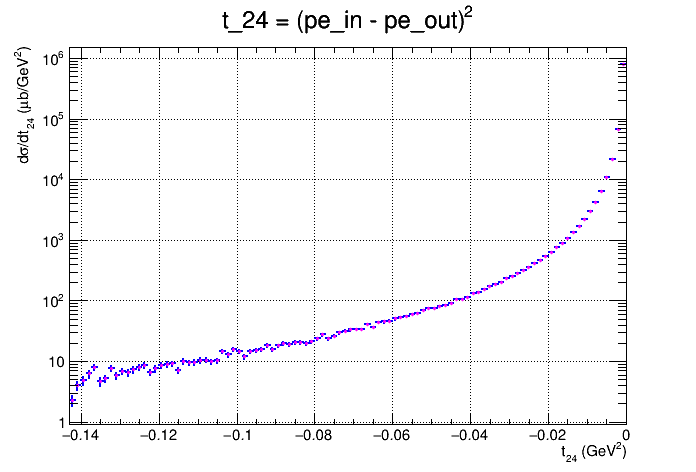 t_24 = (pe_in - pe_out)²
dσ/dt₂₄ (μb/GeV²)
10⁶
10⁵
10⁴
10³
10²
10
1
−0.14 −0.12 −0.1 −0.08 −0.06 −0.04 −0.02 0
t₂₄ (GeV²)